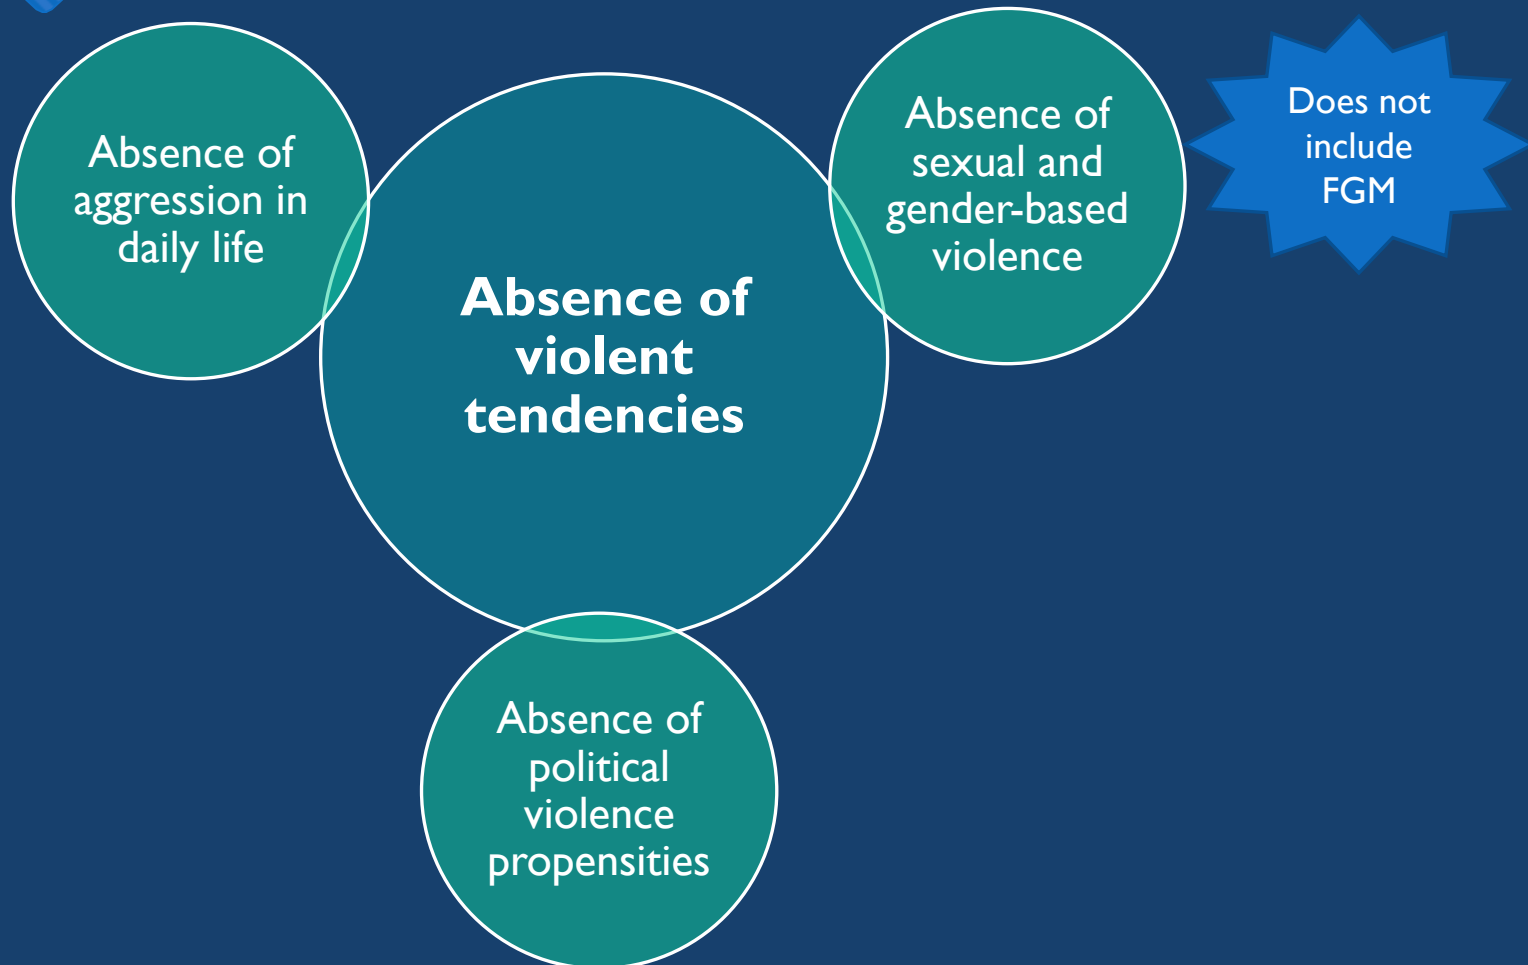 Absence of
aggression in
daily life
Absence of
violent
tendencies
Absence of
sexual and
gender-based
violence
Does not
include
FGM
Absence of
political
violence
propensities